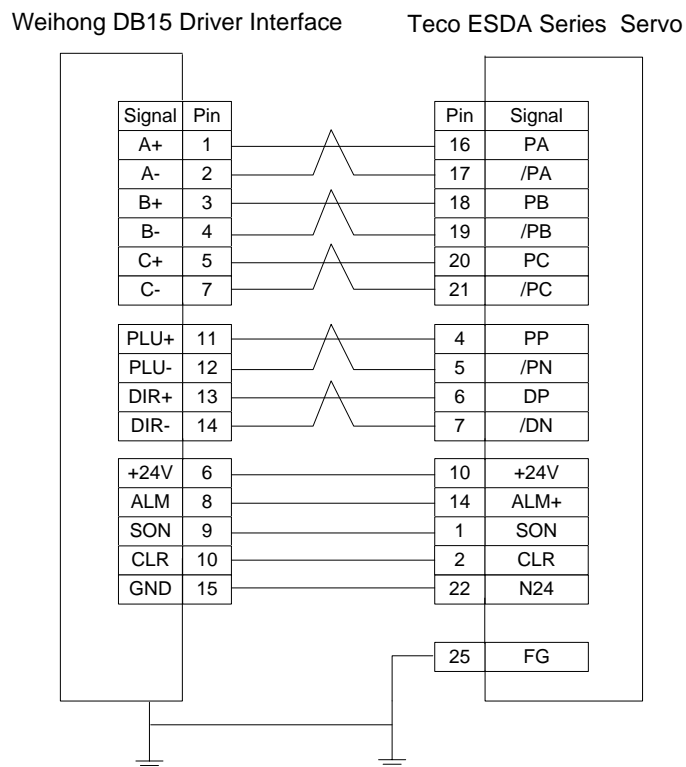 Weihong DB15 Driver Interface Teco ESDA Series Servo
Signal Pin Pin Signal
A+ 1 16 PA
A- 2 17 /PA
B+ 3 18 PB
B- 4 19 /PB
C+ 5 20 PC
C- 7 21 /PC
PLU+ 11 4 PP
PLU- 12 5 /PN
DIR+ 13 6 DP
DIR- 14 7 /DN
+24V 6 10 +24V
ALM 8 14 ALM+
SON 9 1 SON
CLR 10 2 CLR
GND 15 22 N24
25 FG